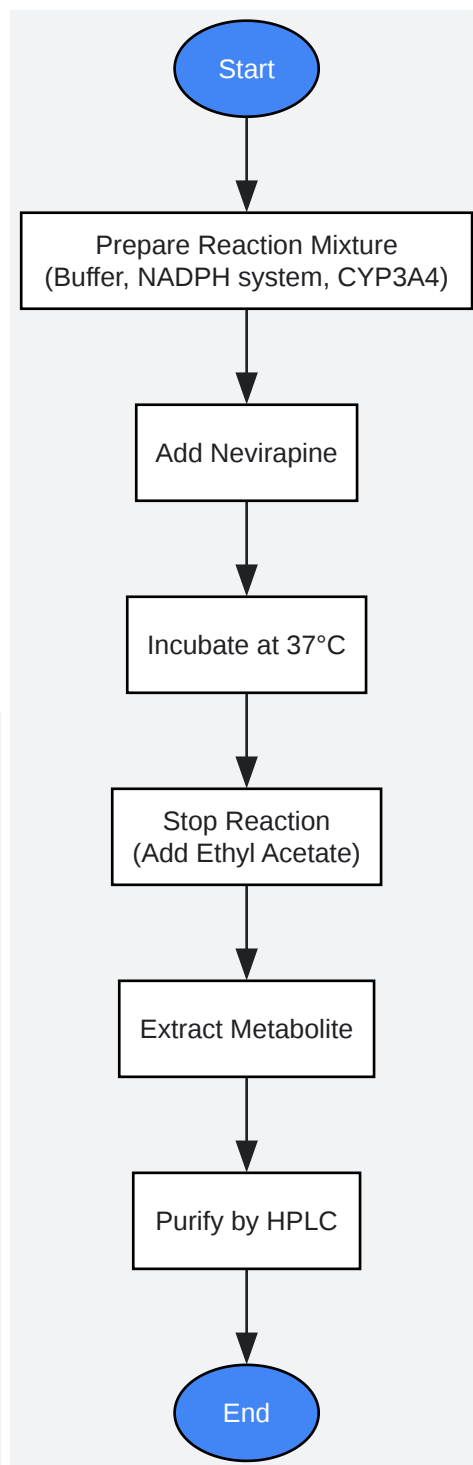 Start
Prepare Reaction Mixture
(Buffer, NADPH system, CYP3A4)
Add Nevirapine
Incubate at 37°C
Stop Reaction
(Add Ethyl Acetate)
Extract Metabolite
Purify by HPLC
End